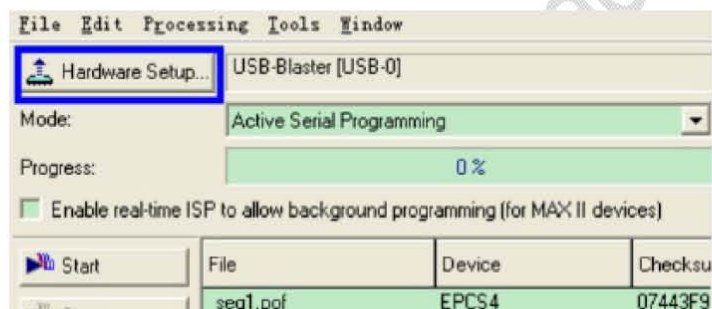 File Edit Processing Tools Window
Hardware Setup... USB-Blaster [USB-0]
Mode: Active Serial Programming
Progress: 0 %
Enable real-time ISP to allow background programming (for MAX II devices)
Start File Device Checksu
seg1.pof EPCS4 07443F9